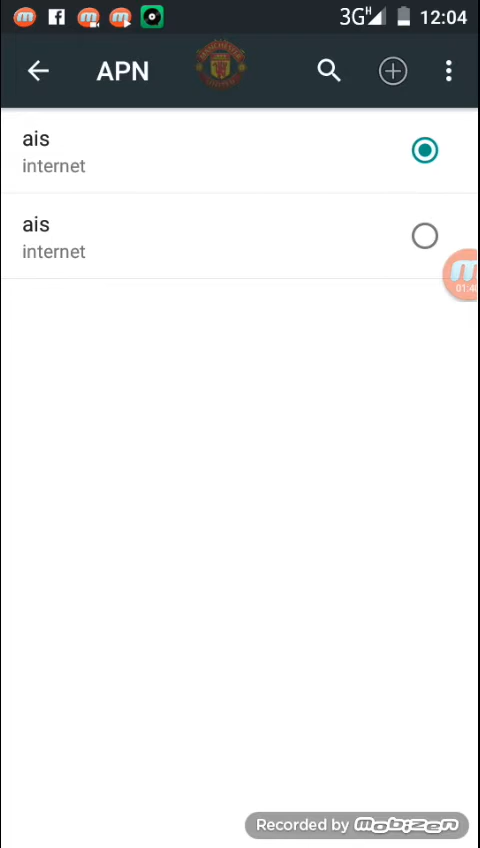 3G H 12:04
APN
ais
internet
ais
internet
Recorded by mobizen